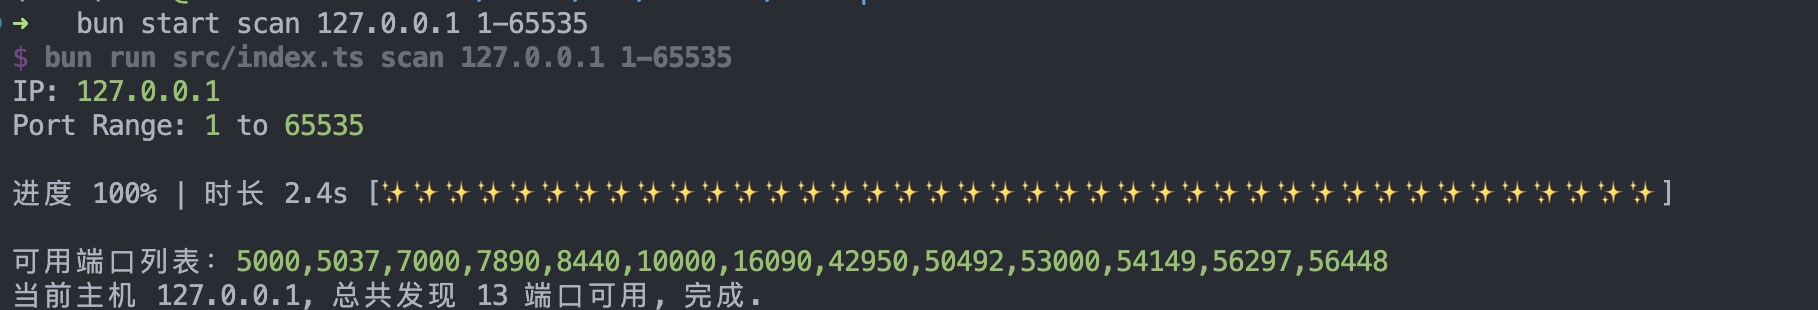 ➜ bun start scan 127.0.0.1 1-65535
$ bun run src/index.ts scan 127.0.0.1 1-65535
IP: 127.0.0.1
Port Range: 1 to 65535
进度 100% | 时长 2.4s [✨✨✨✨✨✨✨✨✨✨✨✨✨✨✨✨✨✨✨✨✨✨✨✨✨✨✨✨✨✨✨✨✨✨✨✨✨✨✨✨]
可用端口列表: 5000,5037,7000,7890,8440,10000,16090,42950,50492,53000,54149,56297,56448
当前主机 127.0.0.1, 总共发现 13 端口可用, 完成.